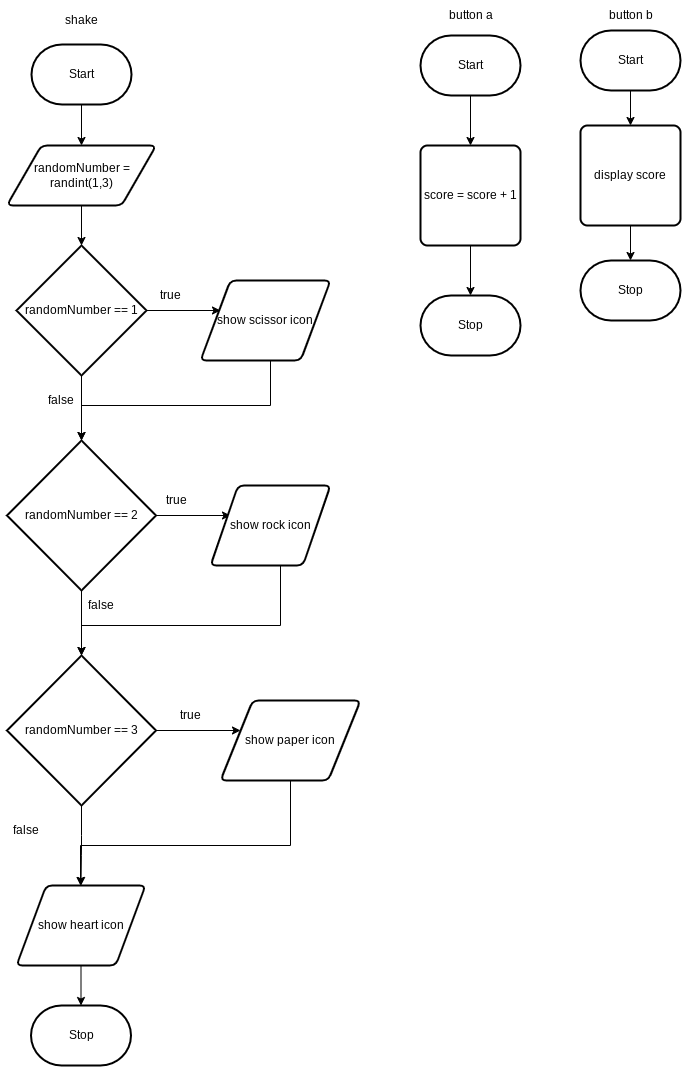 shake
Start
randomNumber =
randint(1,3)
randomNumber == 1
true
show scissor icon
false
randomNumber == 2
true
show rock icon
false
randomNumber == 3
true
show paper icon
false
show heart icon
Stop
button a
Start
score = score + 1
Stop
button b
Start
display score
Stop